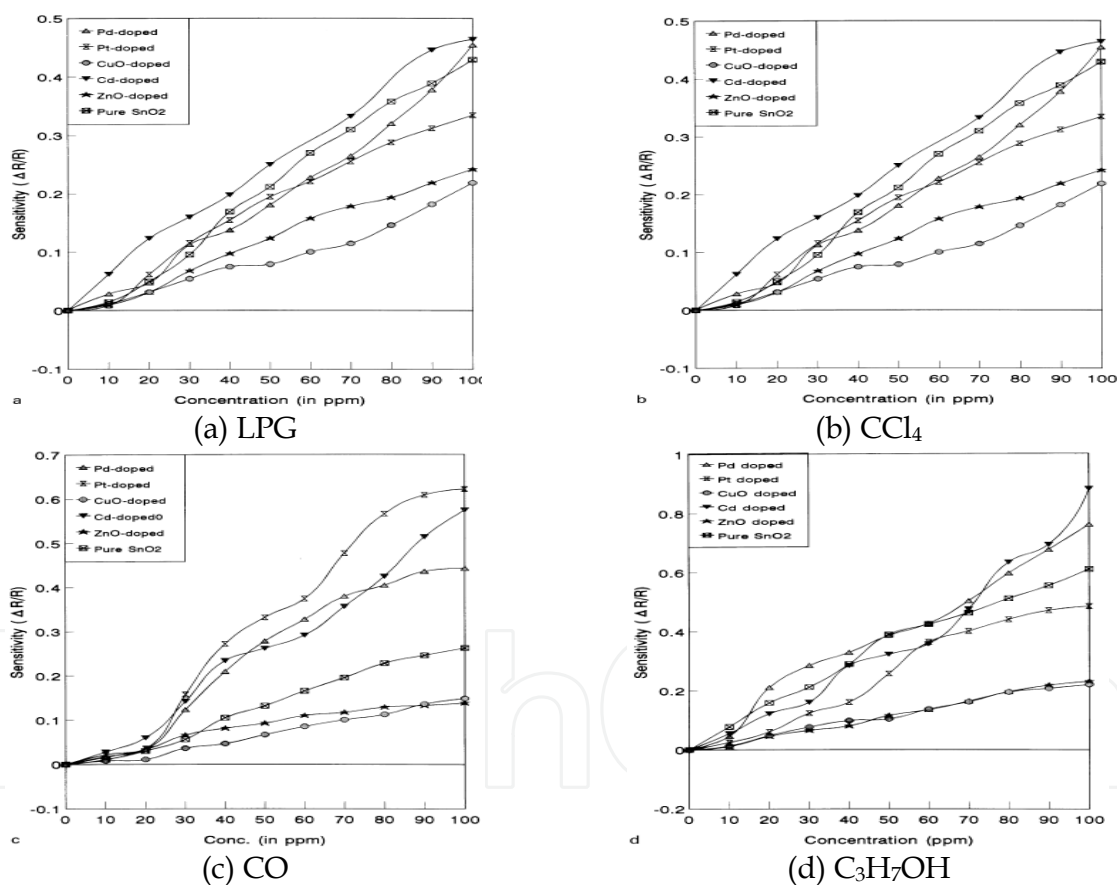 0.5
0.4
0.3
0.2
0.1
0
-0.1
Sensitivity (ΔR/R)
Pd-doped
Pt-doped
CuO-doped
Cd-doped
ZnO-doped
Pure SnO2
0 10 20 30 40 50 60 70 80 90 100
a
Concentration (in ppm)
(a) LPG
0.5
0.4
0.3
0.2
0.1
0
-0.1
Sensitivity (ΔR/R)
Pd-doped
Pt-doped
CuO-doped
Cd-doped
ZnO-doped
Pure SnO2
0 10 20 30 40 50 60 70 80 90 100
b
Concentration (in ppm)
(b) CCl₄
0.7
0.6
0.5
0.4
0.3
0.2
0.1
0
-0.1
Sensitivity (ΔR/R)
Pd-doped
Pt-doped
CuO-doped
Cd-doped0
ZnO-doped
Pure SnO2
0 10 20 30 40 50 60 70 80 90 100
c
Conc. (in ppm)
(c) CO
1
0.8
0.6
0.4
0.2
0
-0.2
Sensitivity (ΔR/R)
Pd doped
Pt doped
CuO doped
Cd doped
ZnO doped
Pure SnO2
0 10 20 30 40 50 60 70 80 90 100
d
Concentration (ppm)
(d) C₃H₇OH